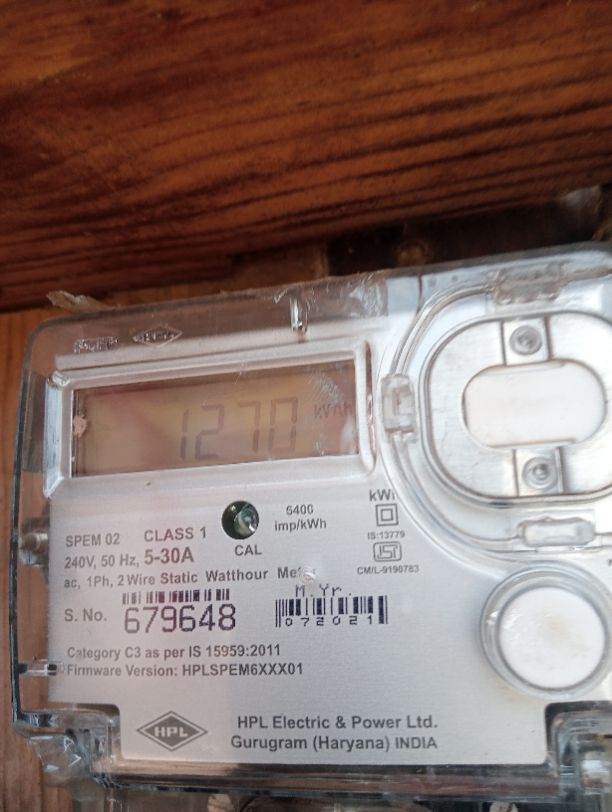 1270 kVAh
6400
imp/kWh
CAL
kWh
IS:13779
CM/L-9190783
SPEM 02 CLASS 1
240V, 50 Hz, 5-30A
ac, 1Ph, 2 Wire Static Watthour Meter
M.Yr.
S. No. 679648
072021
Category C3 as per IS 15959:2011
Firmware Version: HPLSPEM6XXX01
HPL
HPL Electric & Power Ltd.
Gurugram (Haryana) INDIA